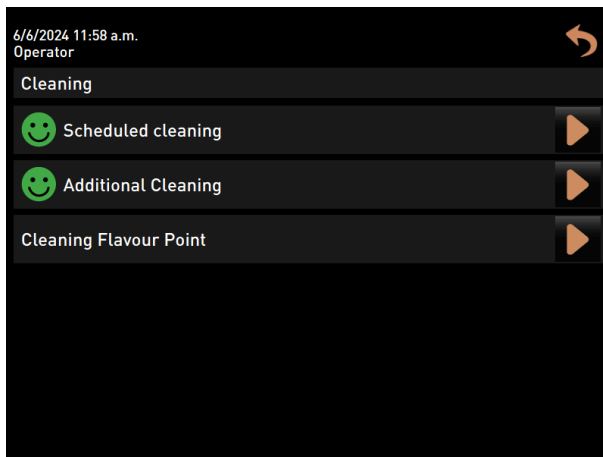 6/6/2024 11:58 a.m.
Operator
Cleaning
Scheduled cleaning
Additional Cleaning
Cleaning Flavour Point